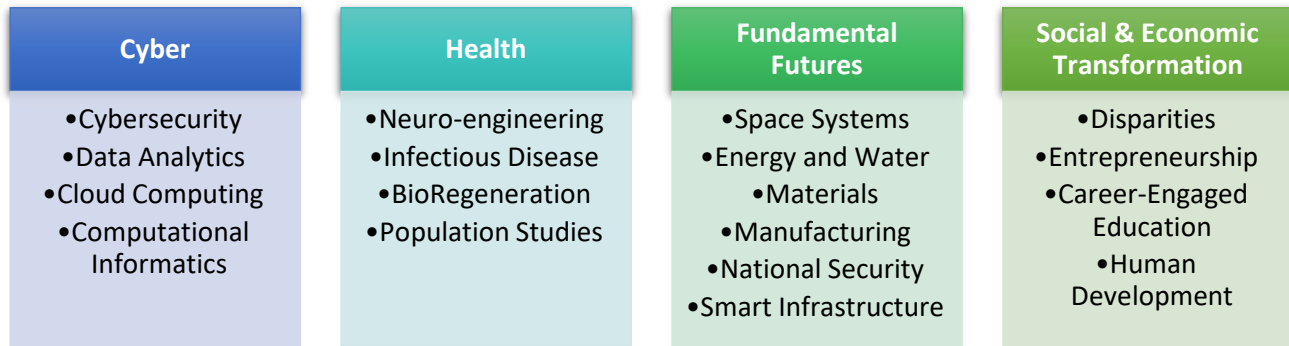 Cyber
•Cybersecurity
•Data Analytics
•Cloud Computing
•Computational
Informatics
Health
•Neuro-engineering
•Infectious Disease
•BioRegeneration
•Population Studies
Fundamental
Futures
•Space Systems
•Energy and Water
•Materials
•Manufacturing
•National Security
•Smart Infrastructure
Social & Economic
Transformation
•Disparities
•Entrepreneurship
•Career-Engaged
Education
•Human
Development